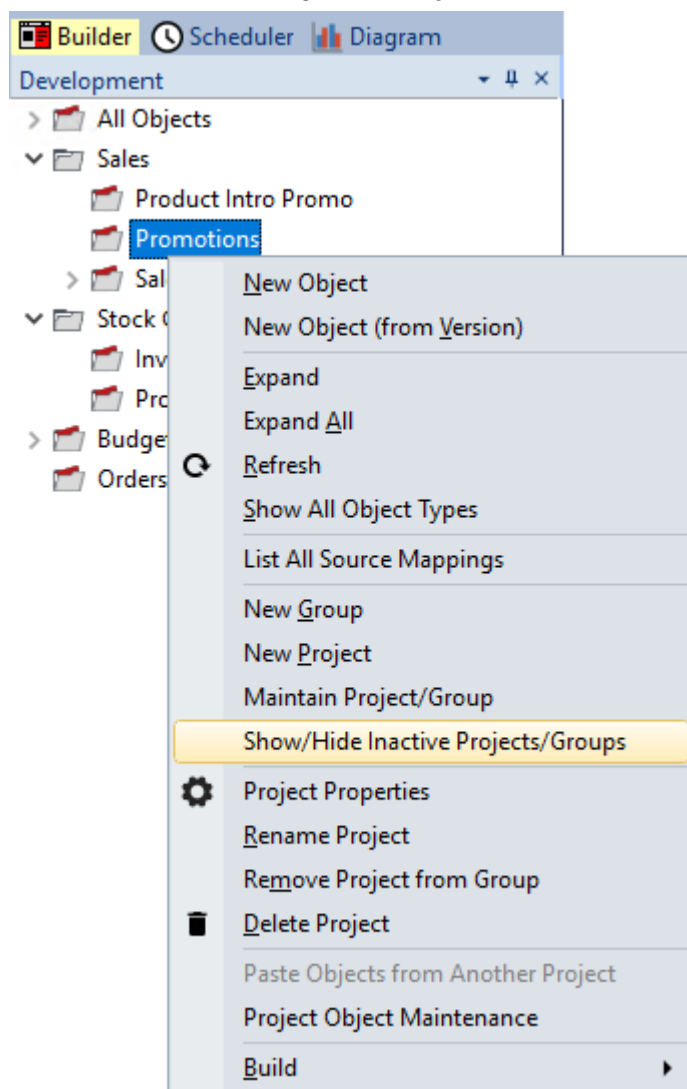 Builder Scheduler Diagram
Development
All Objects
Sales
Product Intro Promo
Promotions
Sal
Stock
Inv
Pro
Budge
Orders
New Object
New Object (from Version)
Expand
Expand All
Refresh
Show All Object Types
List All Source Mappings
New Group
New Project
Maintain Project/Group
Show/Hide Inactive Projects/Groups
Project Properties
Rename Project
Remove Project from Group
Delete Project
Paste Objects from Another Project
Project Object Maintenance
Build